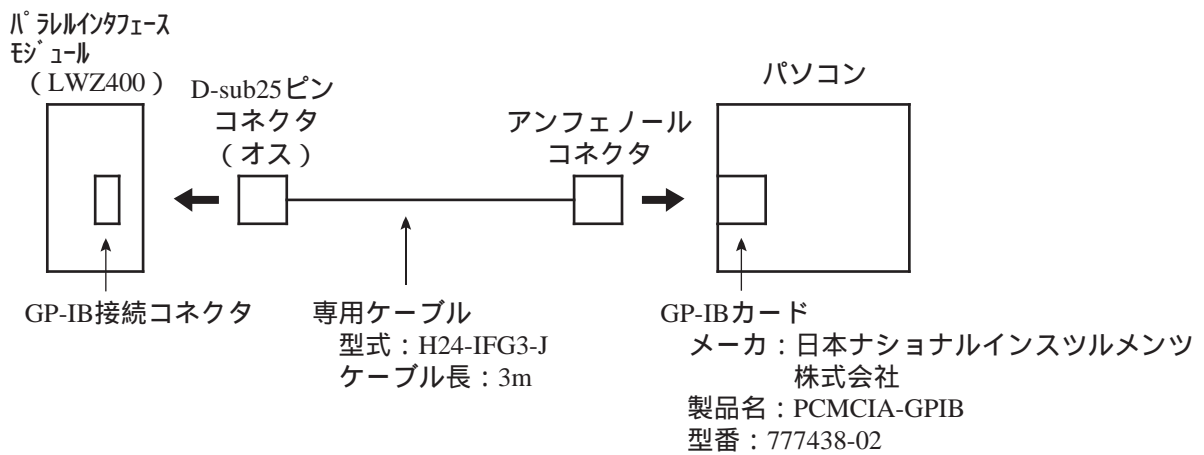 ﾊﾟﾗﾚﾙｲﾝﾀﾌｪｰｽ
ﾓｼﾞｭｰﾙ
（LWZ400）
D-sub25ピン
コネクタ
（オス）
アンフェノール
コネクタ
パソコン
GP-IB接続コネクタ
専用ケーブル
型式：H24-IFG3-J
ケーブル長：3m
GP-IBカード
メーカ：日本ナショナルインスツルメンツ
株式会社
製品名：PCMCIA-GPIB
型番：777438-02